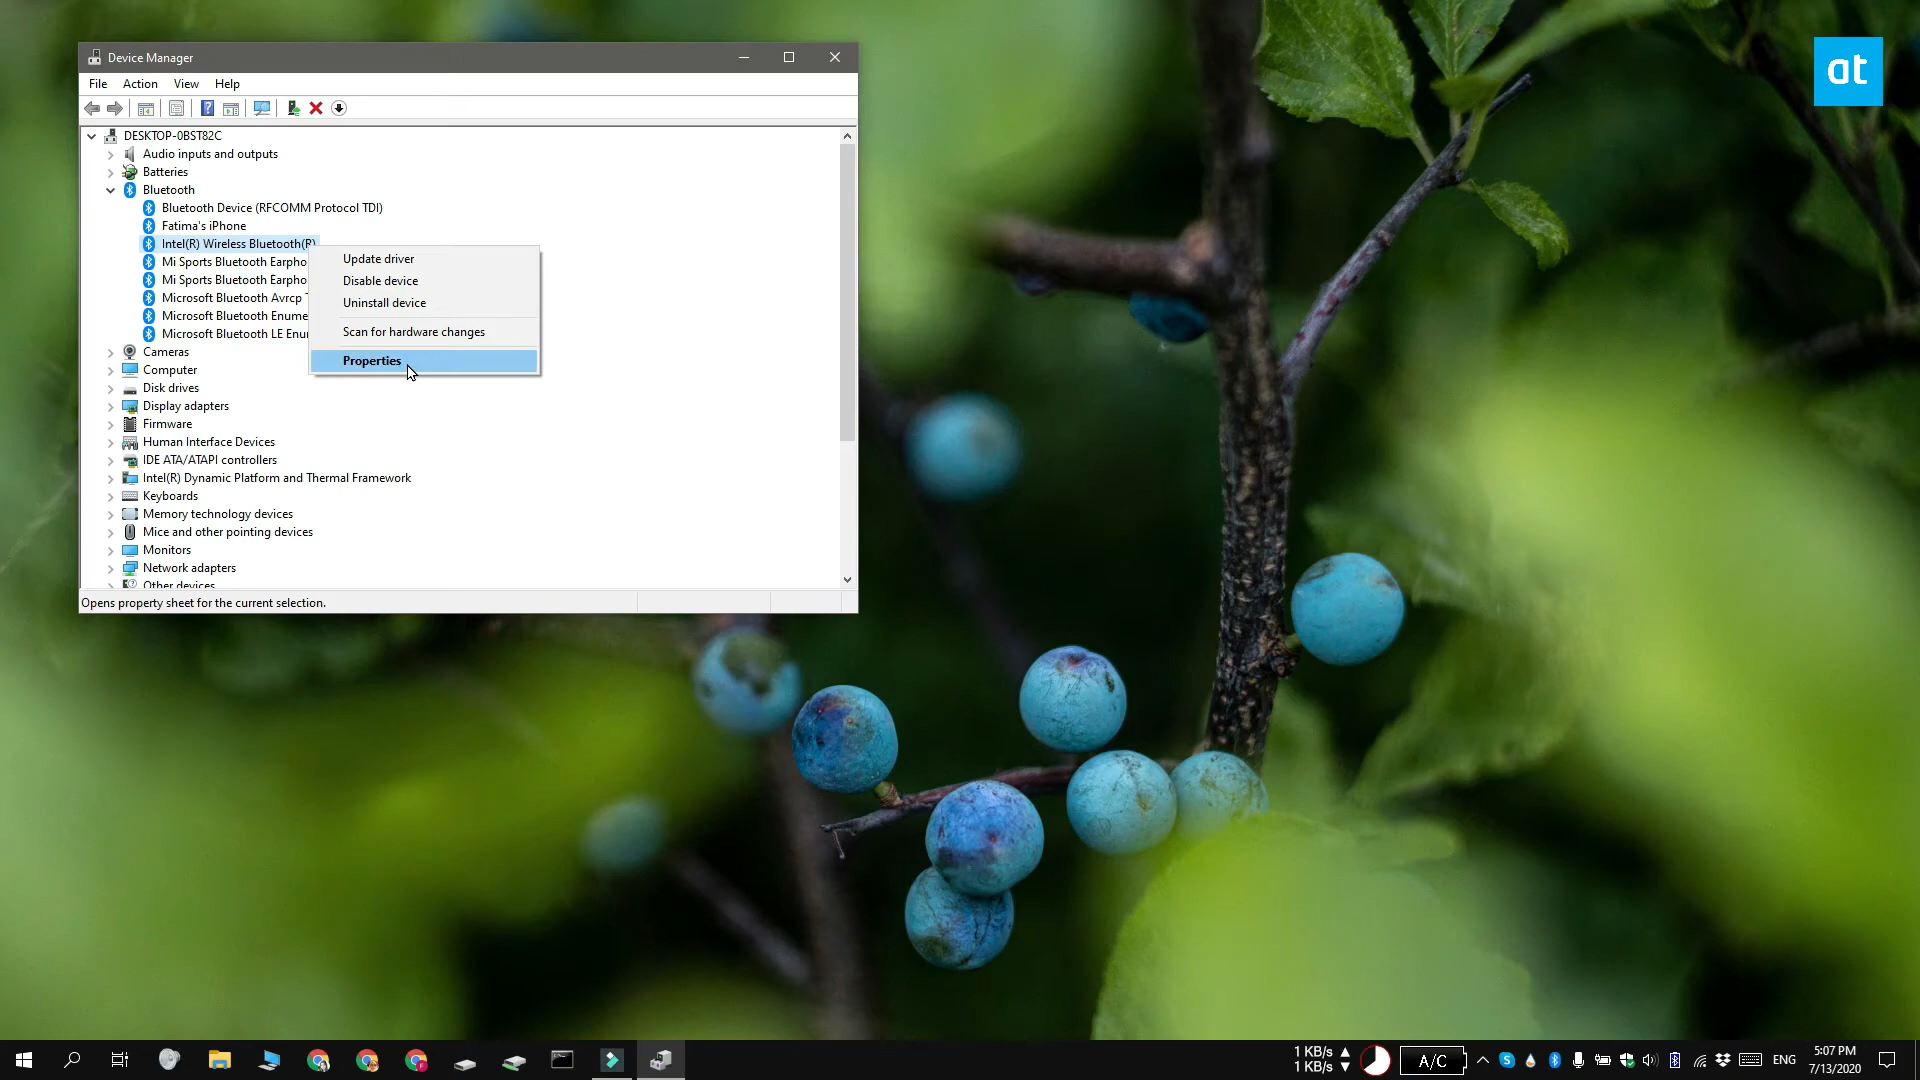 Device Manager
at
File Action View Help
DESKTOP-0BST82C
Audio inputs and outputs
Batteries
Bluetooth
Bluetooth Device (RFCOMM Protocol TDI)
Fatima's iPhone
Intel(R) Wireless Bluetooth(R)
Mi Sports Bluetooth Earpho
Mi Sports Bluetooth Earpho
Microsoft Bluetooth Avrcp T
Microsoft Bluetooth Enume
Microsoft Bluetooth LE Enu
Update driver
Disable device
Uninstall device
Scan for hardware changes
Properties
Cameras
Computer
Disk drives
Display adapters
Firmware
Human Interface Devices
IDE ATA/ATAPI controllers
Intel(R) Dynamic Platform and Thermal Framework
Keyboards
Memory technology devices
Mice and other pointing devices
Monitors
Network adapters
Other devices
Opens property sheet for the current selection.
1 KB/s
1 KB/s
A/C
ENG
5:07 PM
7/13/2020